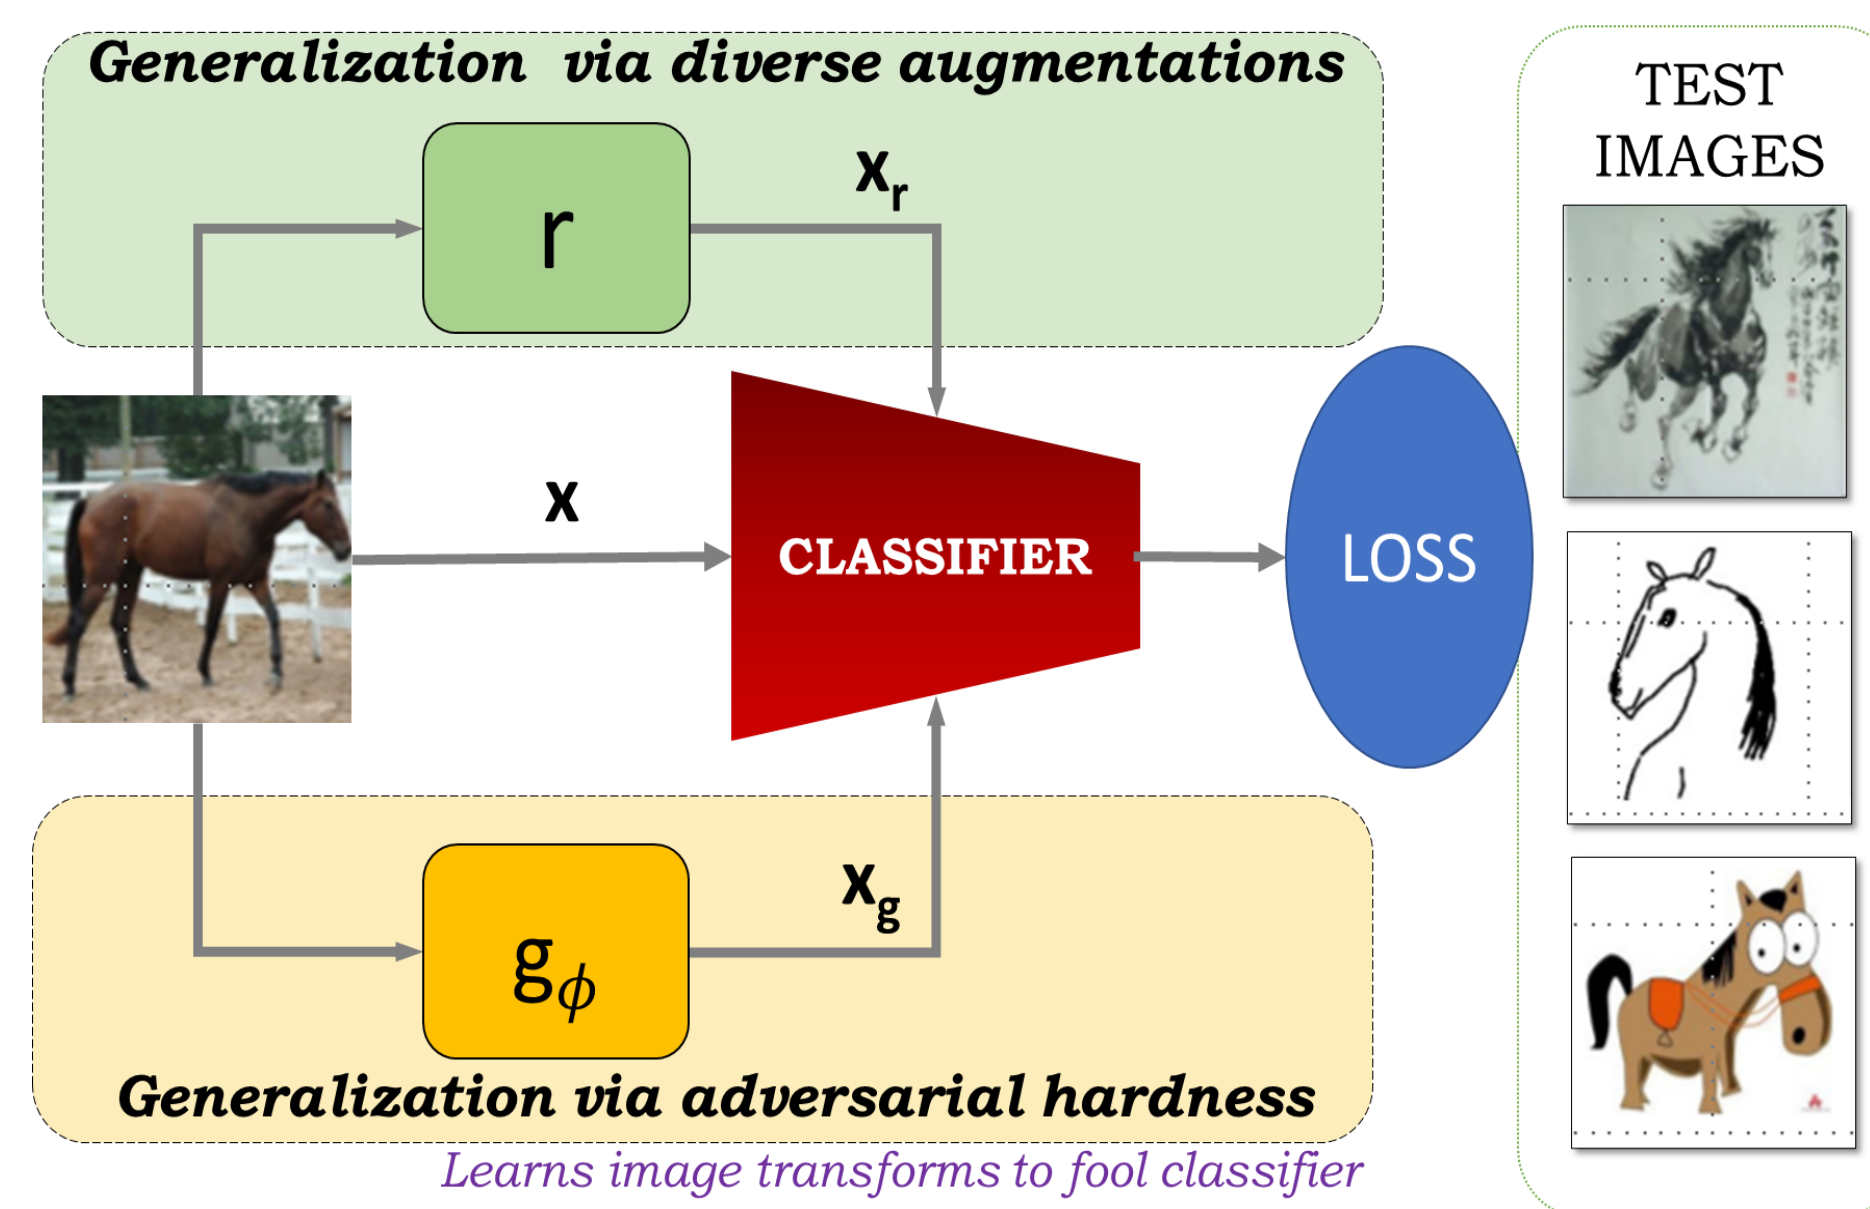 Generalization via diverse augmentations
r
x_r
x
CLASSIFIER
LOSS
x_g
g_ϕ
Generalization via adversarial hardness
Learns image transforms to fool classifier
TEST
IMAGES